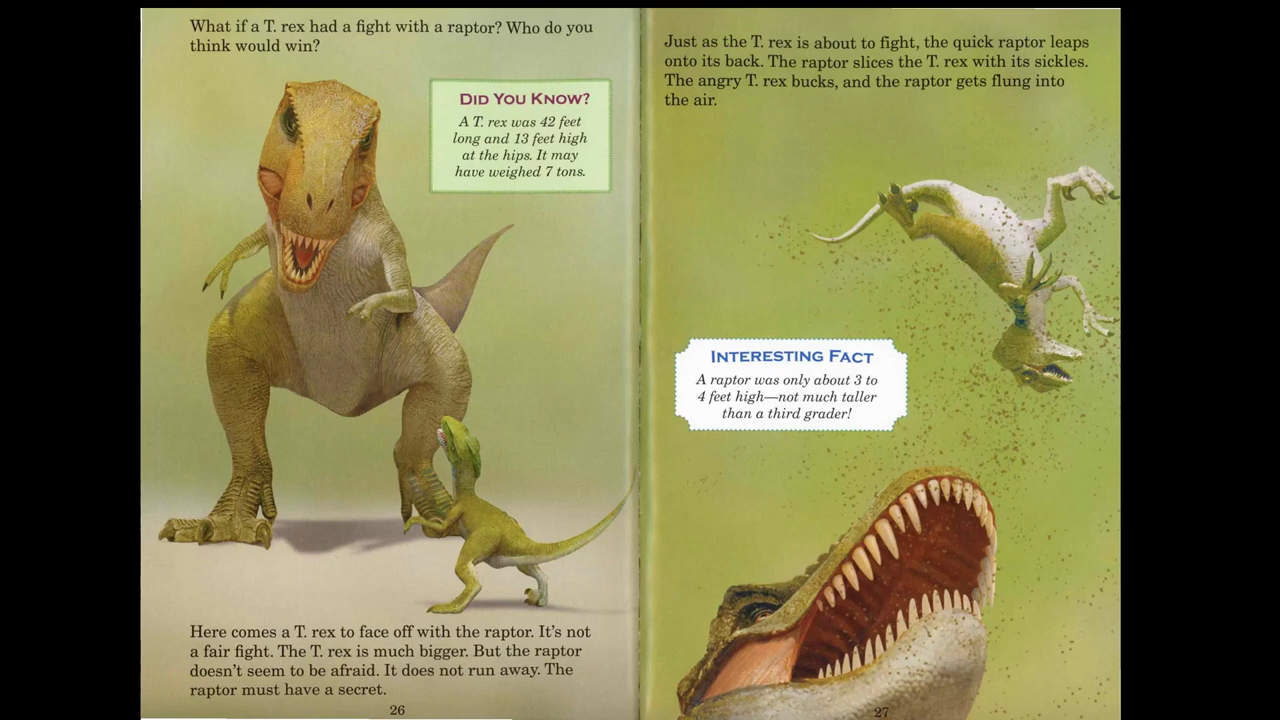 What if a T. rex had a fight with a raptor? Who do you
think would win?
DID YOU KNOW?
A T. rex was 42 feet
long and 13 feet high
at the hips. It may
have weighed 7 tons.
Here comes a T. rex to face off with the raptor. It's not
a fair fight. The T. rex is much bigger. But the raptor
doesn't seem to be afraid. It does not run away. The
raptor must have a secret.
26
Just as the T. rex is about to fight, the quick raptor leaps
onto its back. The raptor slices the T. rex with its sickles.
The angry T. rex bucks, and the raptor gets flung into
the air.
INTERESTING FACT
A raptor was only about 3 to
4 feet high—not much taller
than a third grader!
27